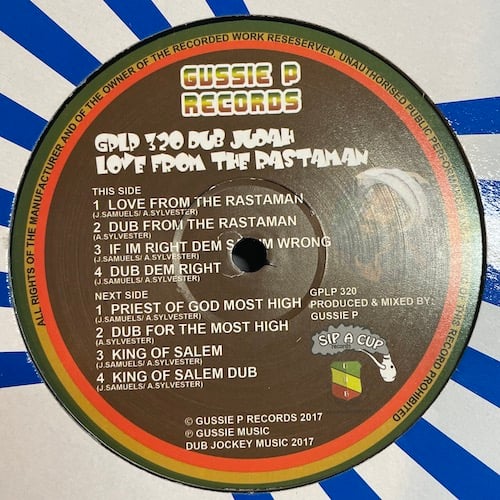 ALL RIGHTS OF THE MANUFACTURER AND OF THE OWNER OF THE RECORDED WORK RESESERVED. UNAUTHORISED PUBLIC PERFORMA
THIS RECORD PROHIBITED
GUSSIE P
RECORDS
GPLP 320 DUB JUDAH
LOVE FROM THE RASTAMAN
THIS SIDE
1 LOVE FROM THE RASTAMAN
(J.SAMUELS/ A.SYLVESTER)
2 DUB FROM THE RASTAMAN
(A.SYLVESTER)
3 IF IM RIGHT DEM WRONG
(J.SAMUELS/ A.SYLVESTER)
4 DUB DEM RIGHT
(A.SYLVESTER)
NEXT SIDE
1 PRIEST OF GOD MOST HIGH
(J.SAMUELS/ A.SYLVESTER)
2 DUB FOR THE MOST HIGH
(A.SYLVESTER)
3 KING OF SALEM
(J.SAMUELS/ A.SYLVESTER)
4 KING OF SALEM DUB
(J.SAMUELS/ A.SYLVESTER)
GPLP 320
PRODUCED & MIXED BY:
GUSSIE P
SIP A CUP
© GUSSIE P RECORDS 2017
℗ GUSSIE MUSIC
DUB JOCKEY MUSIC 2017